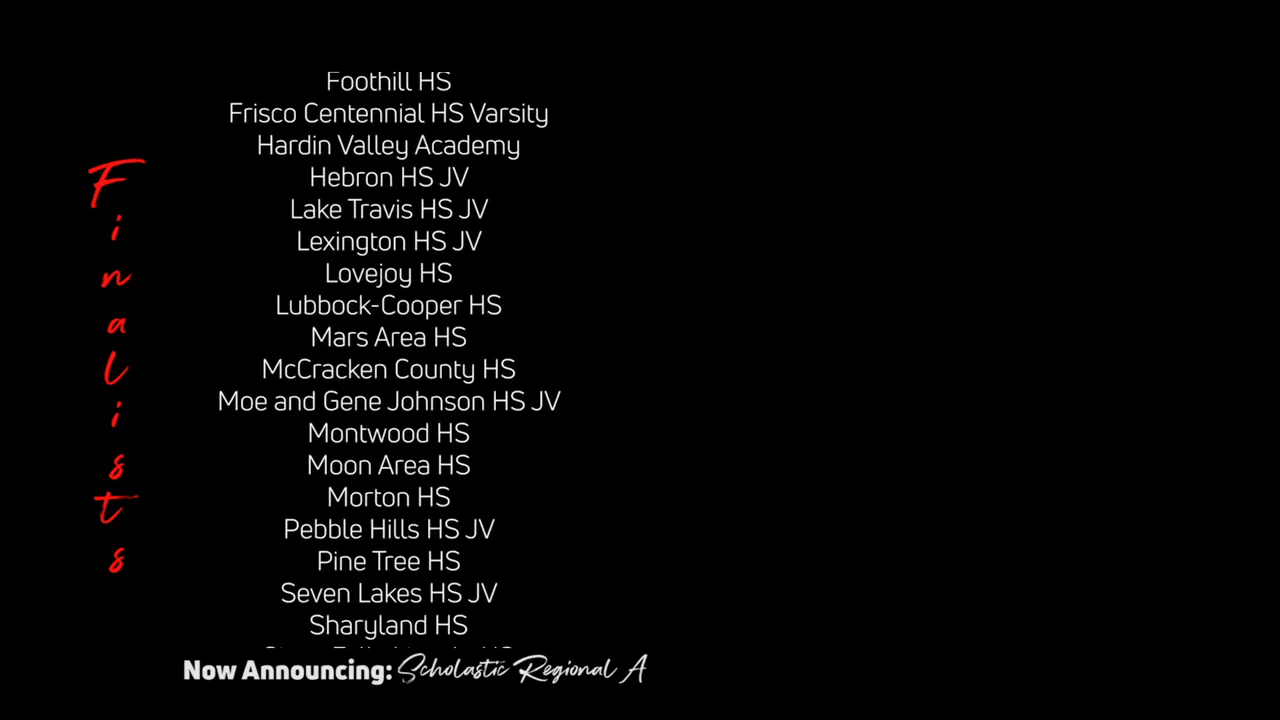 Finalists
Foothill HS
Frisco Centennial HS Varsity
Hardin Valley Academy
Hebron HS JV
Lake Travis HS JV
Lexington HS JV
Lovejoy HS
Lubbock-Cooper HS
Mars Area HS
McCracken County HS
Moe and Gene Johnson HS JV
Montwood HS
Moon Area HS
Morton HS
Pebble Hills HS JV
Pine Tree HS
Seven Lakes HS JV
Sharyland HS
Now Announcing: Scholastic Regional A